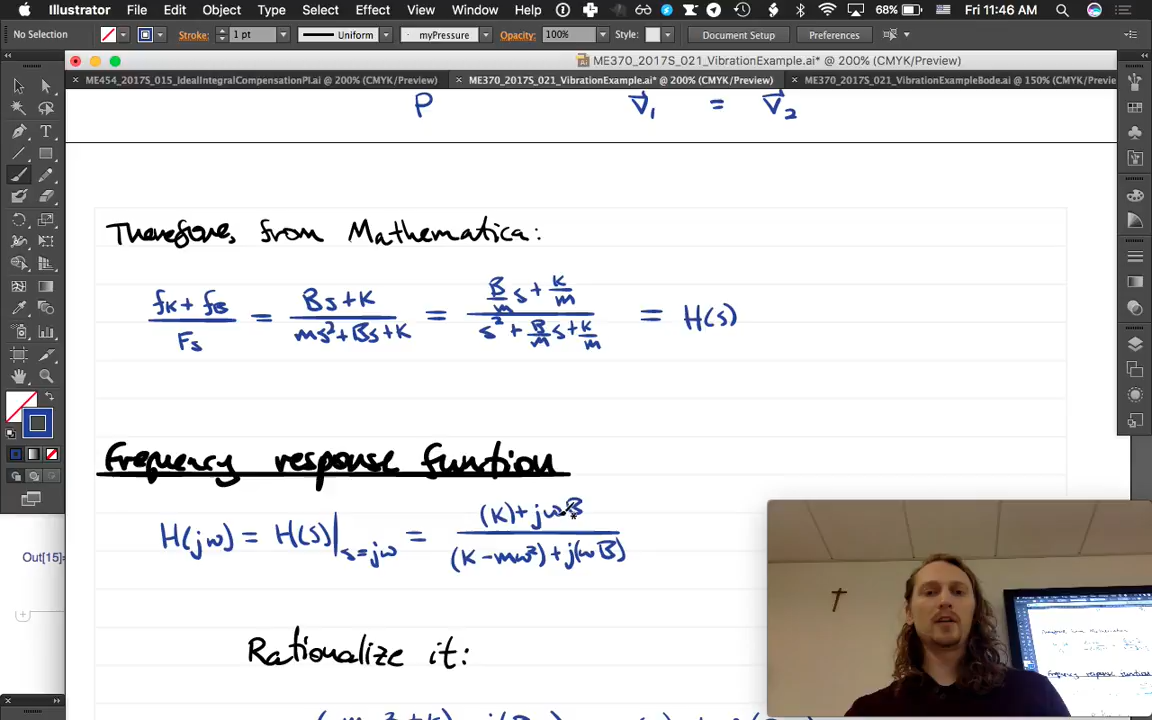 Illustrator File Edit Object Type Select Effect View Window Help 68% Fri 11:46 AM
No Selection Stroke: 1 pt Uniform myPressure Opacity: 100% Style: Document Setup Preferences
ME370_2017S_021_VibrationExample.ai* @ 200% (CMYK/Preview)
ME454_2017S_015_IdealIntegralCompensationPI.ai @ 200% (CMYK/Preview) ME370_2017S_021_VibrationExample.ai* @ 200% (CMYK/Preview) ME370_2017S_021_VibrationExampleBode.ai @ 150% (CMYK/Preview)
P v⃗₁ = v⃗₂
Therefore, from Mathematica:
(fK + fB)/Fs = (Bs+K)/(ms²+Bs+K) = (B/m s + K/m)/(s² + B/m s + K/m) = H(s)
Frequency response function
H(jω) = H(s)|s=jω = ((K)+jωB)/((K-mω²)+j(ωB))
Out[15]=
Rationalize it: